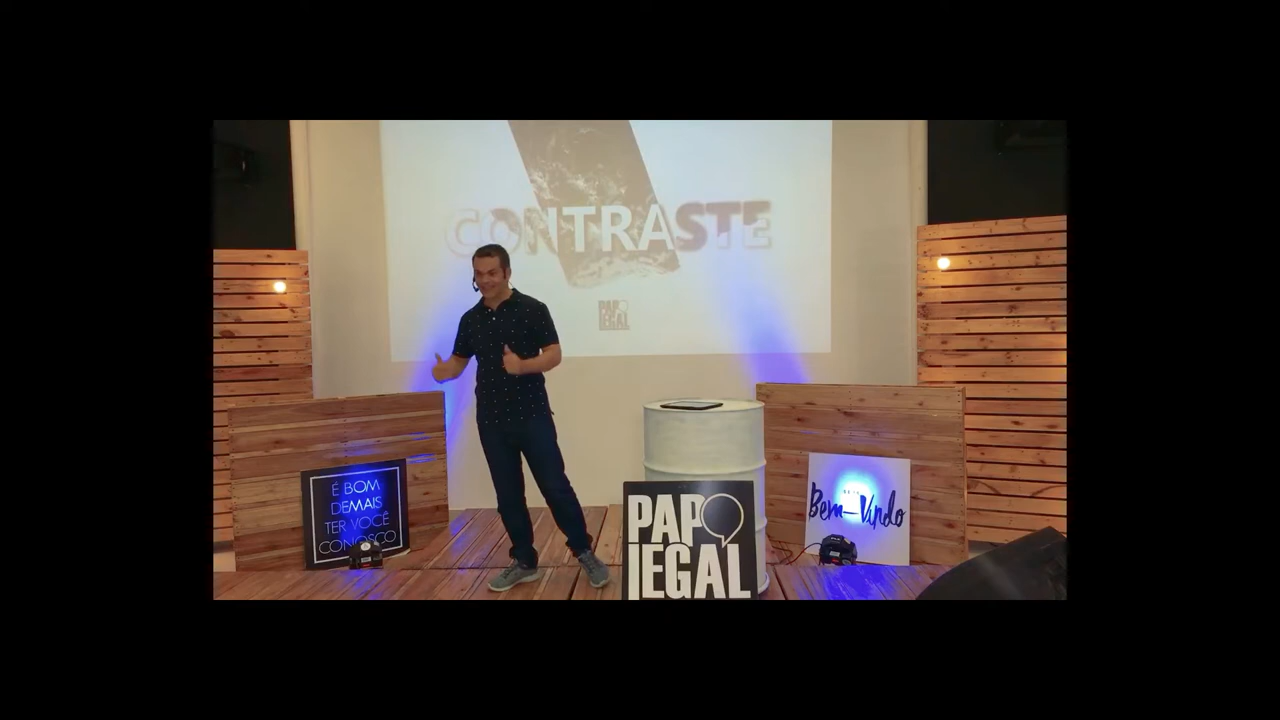 CONTRASTE
PAPO
LEGAL
É BOM
DEMAIS
TER VOCÊ
CONOSCO
Bem-Vindo
PAPO
LEGAL